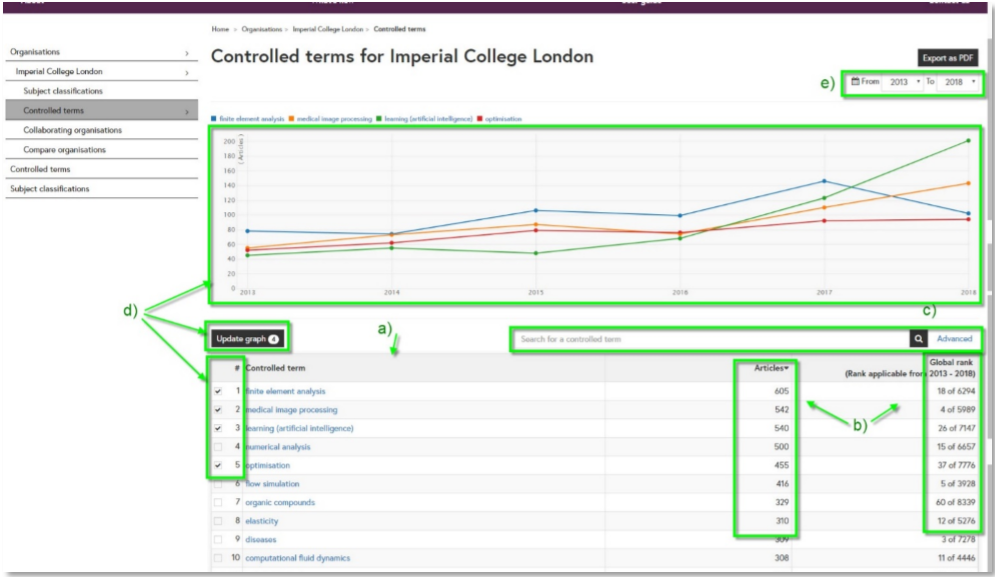 Home > Organisations > Imperial College London > Controlled terms
Organisations >
Imperial College London >
Subject classifications
Controlled terms >
Collaborating organisations
Compare organisations
Controlled terms
Subject classifications
Controlled terms for Imperial College London
Export as PDF
e) From 2013 To 2018
finite element analysis medical image processing learning (artificial intelligence) optimisation
(Articles)
200
180
160
140
120
100
80
60
40
20
0
2013 2014 2015 2016 2017 2018
d)
a)
c)
Update graph 4
Search for a controlled term
Advanced
# Controlled term Articles Global rank
(Rank applicable from 2013 - 2018)
1 finite element analysis 605 18 of 6294
2 medical image processing 542 4 of 5989
3 learning (artificial intelligence) 540 26 of 7147
b)
4 numerical analysis 500 15 of 6657
5 optimisation 455 37 of 7776
6 flow simulation 416 5 of 3928
7 organic compounds 329 60 of 8339
8 elasticity 310 12 of 5276
9 diseases 309 3 of 7278
10 computational fluid dynamics 308 11 of 4446